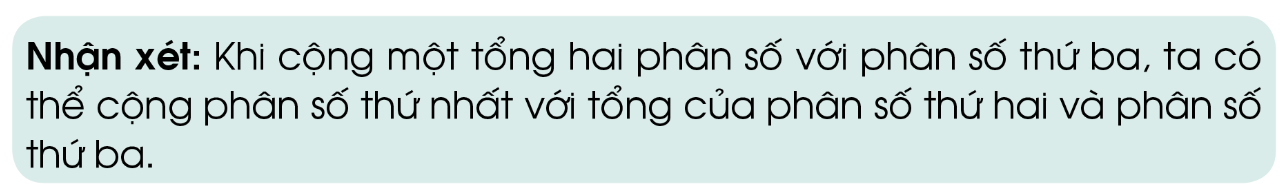 Nhận xét: Khi cộng một tổng hai phân số với phân số thứ ba, ta có
thể cộng phân số thứ nhất với tổng của phân số thứ hai và phân số
thứ ba.